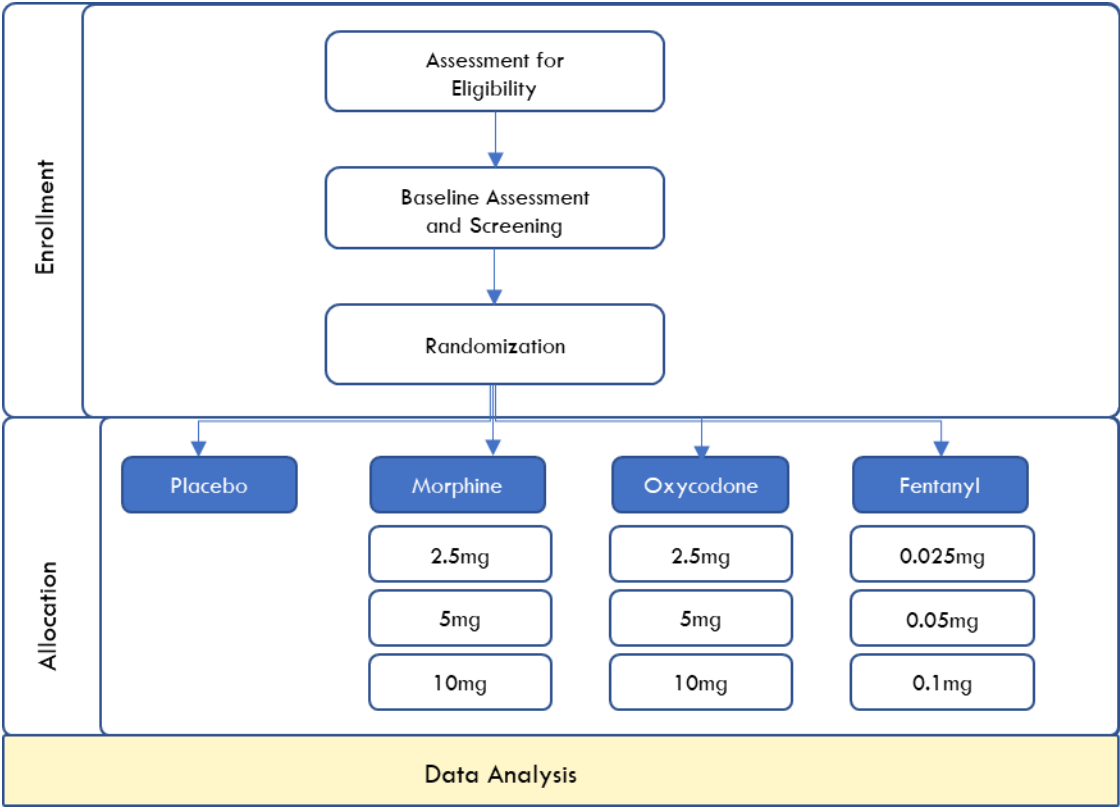 Enrollment
Assessment for
Eligibility
Baseline Assessment
and Screening
Randomization
Allocation
Placebo
Morphine
Oxycodone
Fentanyl
2.5mg
2.5mg
0.025mg
5mg
5mg
0.05mg
10mg
10mg
0.1mg
Data Analysis